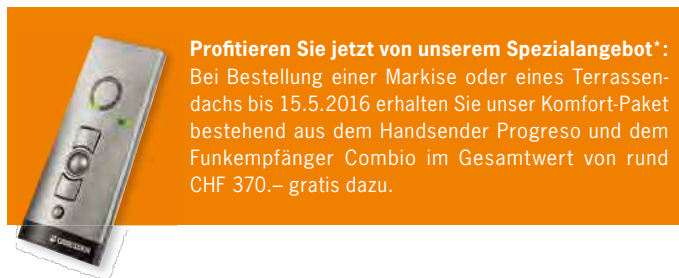 Profitieren Sie jetzt von unserem Spezialangebot*:
Bei Bestellung einer Markise oder eines Terrassen-
dachs bis 15.5.2016 erhalten Sie unser Komfort-Paket
bestehend aus dem Handsender Progreso und dem
Funkempfänger Combio im Gesamtwert von rund
CHF 370.– gratis dazu.